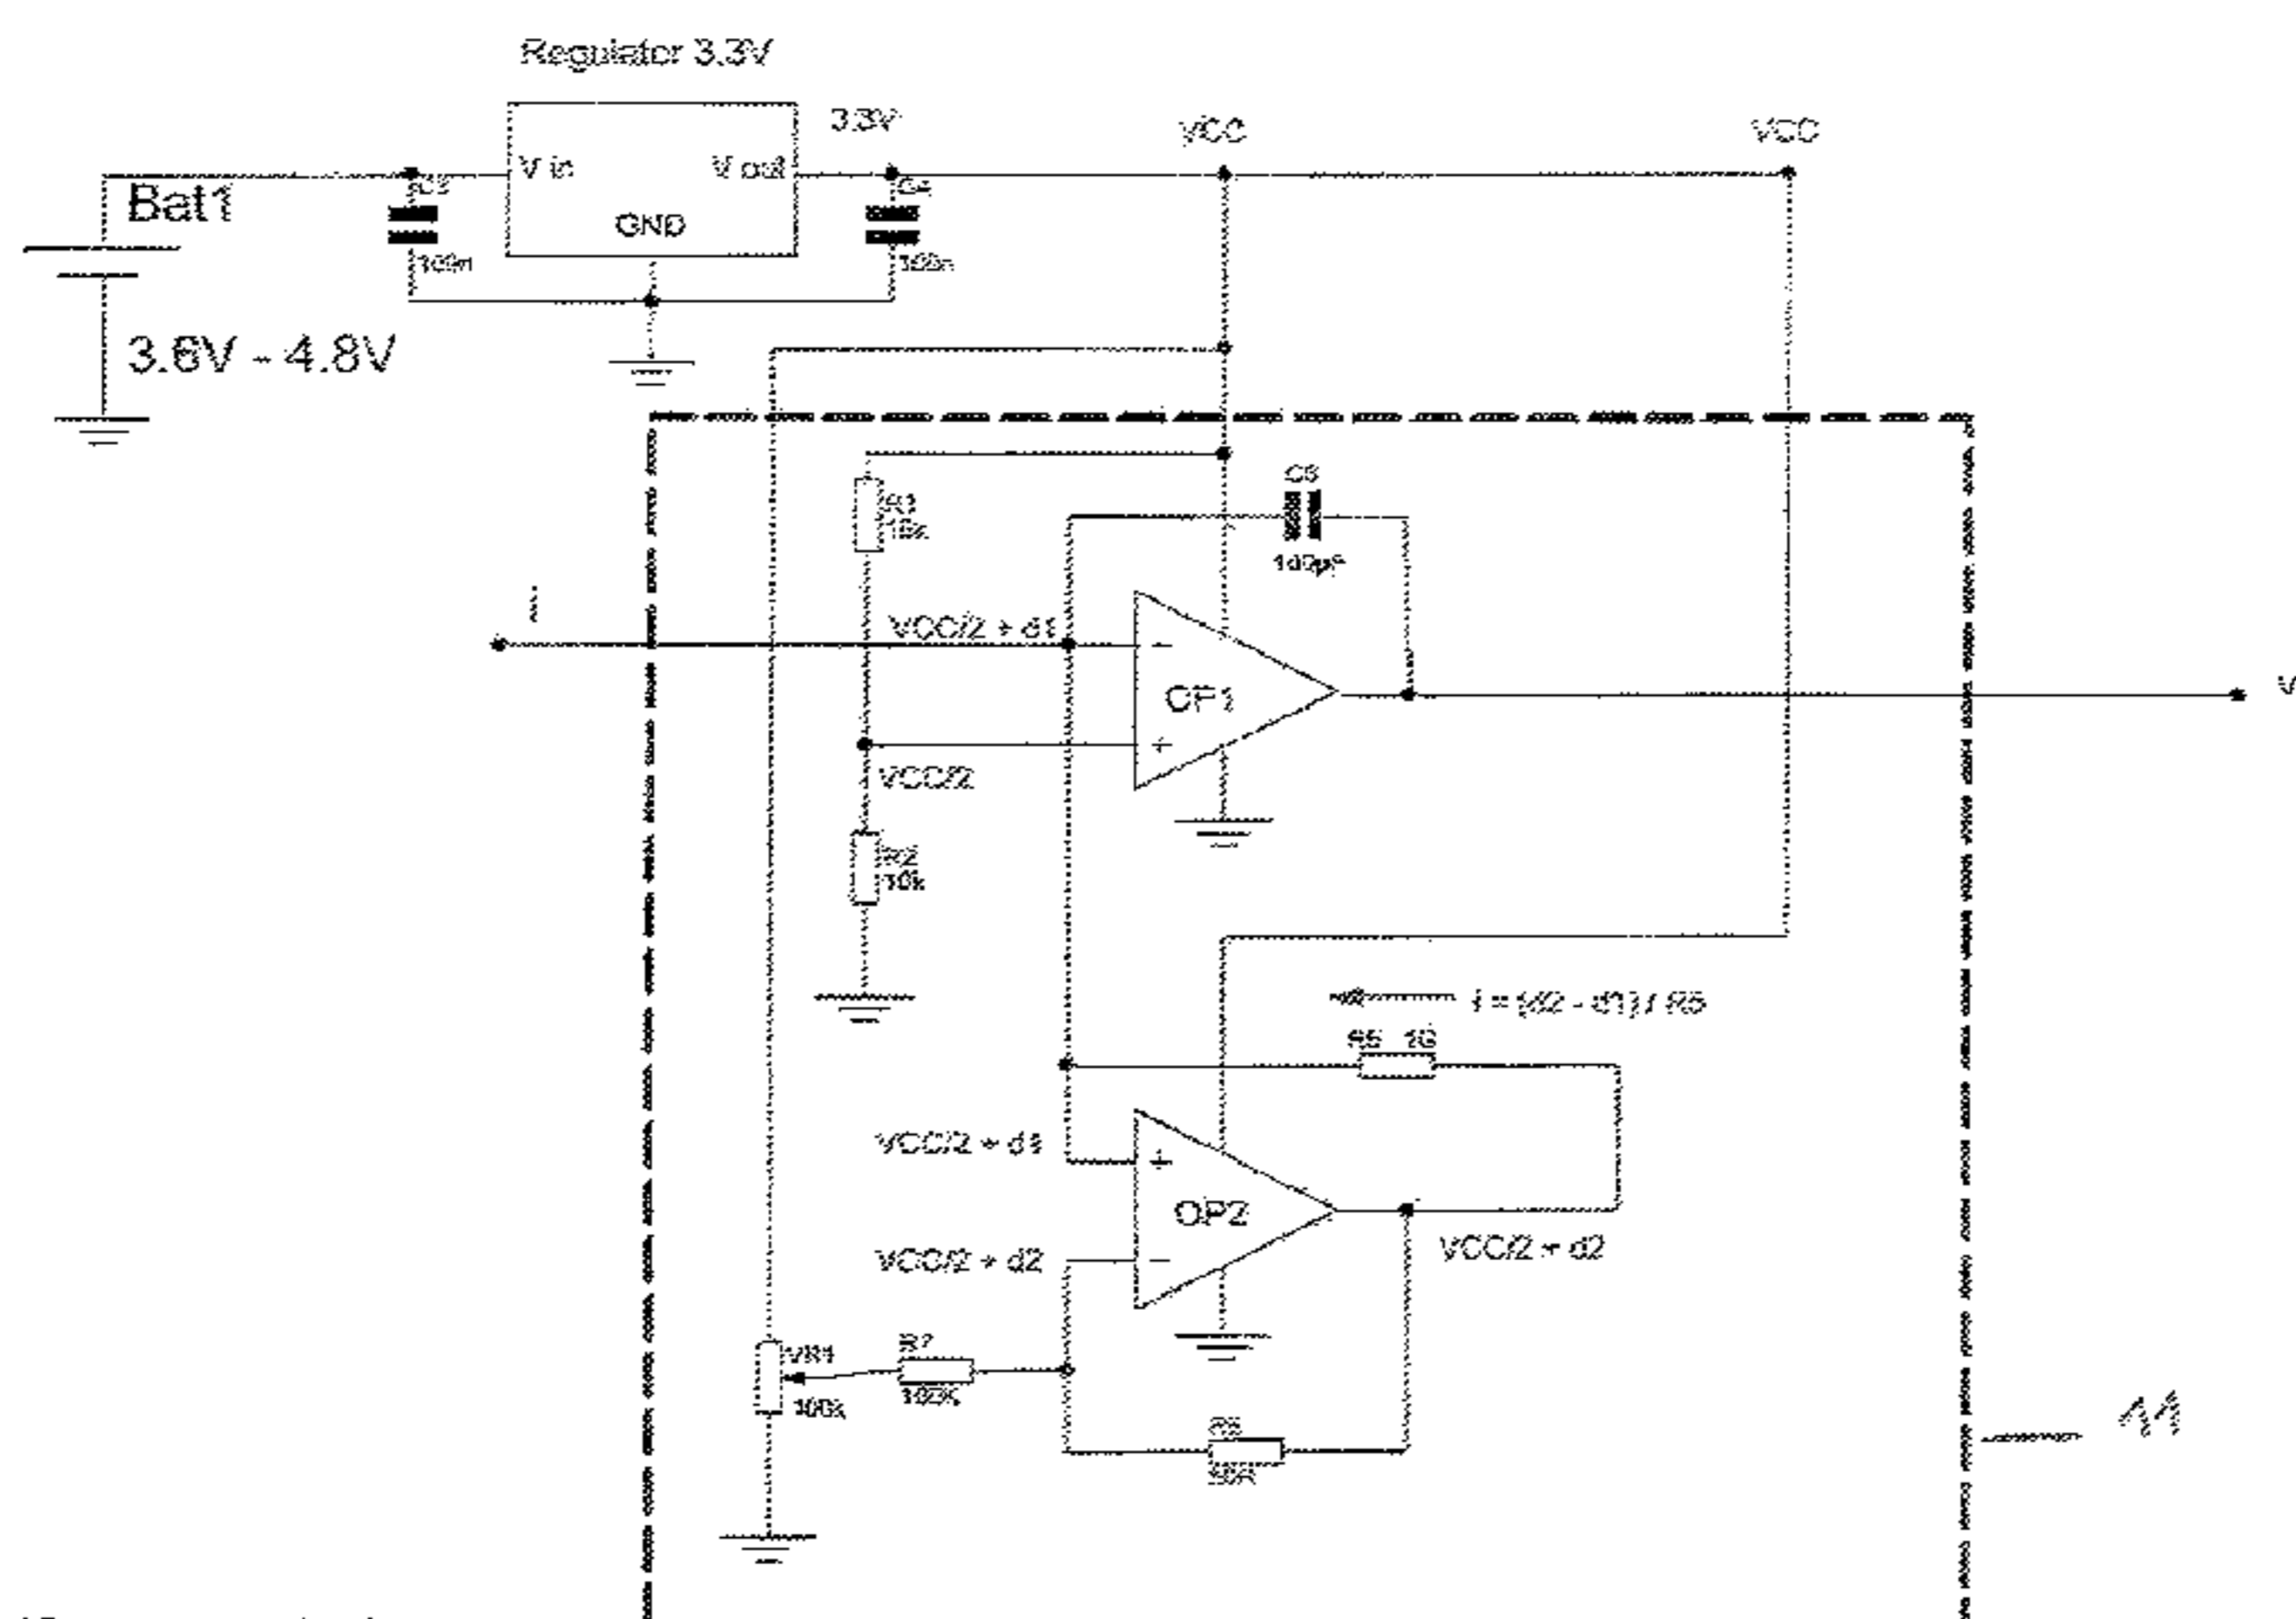 Regulator 3.3V
3.3V
VCC
VCC
V in
V out
GND
Bat1
C3
C4
100n
100n
3.6V - 4.8V
R1
10k
C5
100pF
i
VCC/2 + d1
OP1
VCC/2
R2
10k
V
i = (d2 - d1) / R5
1G
VCC/2 + d1
OP2
VCC/2 + d2
VCC/2 + d2
VR1
100k
R7
100K
11